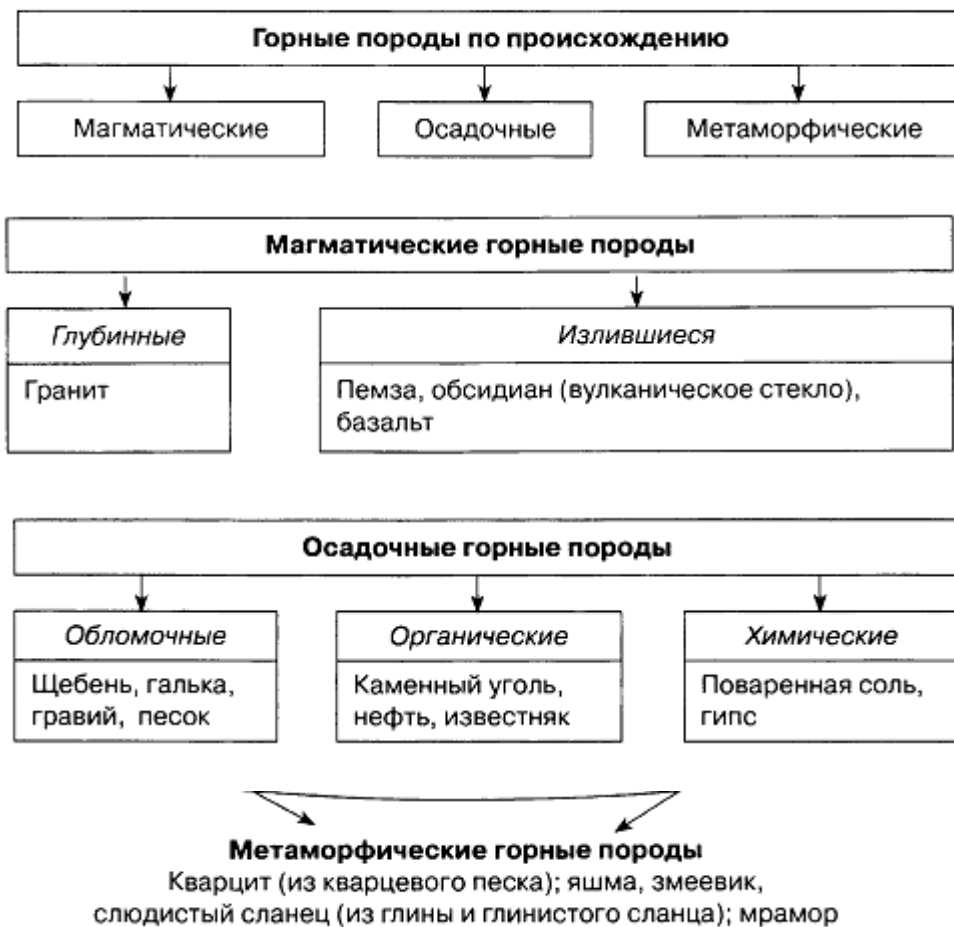 Горные породы по происхождению
Магматические
Осадочные
Метаморфические
Магматические горные породы
Глубинные
Гранит
Излившиеся
Пемза, обсидиан (вулканическое стекло),
базальт
Осадочные горные породы
Обломочные
Щебень, галька,
гравий, песок
Органические
Каменный уголь,
нефть, известняк
Химические
Поваренная соль,
гипс
Метаморфические горные породы
Кварцит (из кварцевого песка); яшма, змеевик,
слюдистый сланец (из глины и глинистого сланца); мрамор